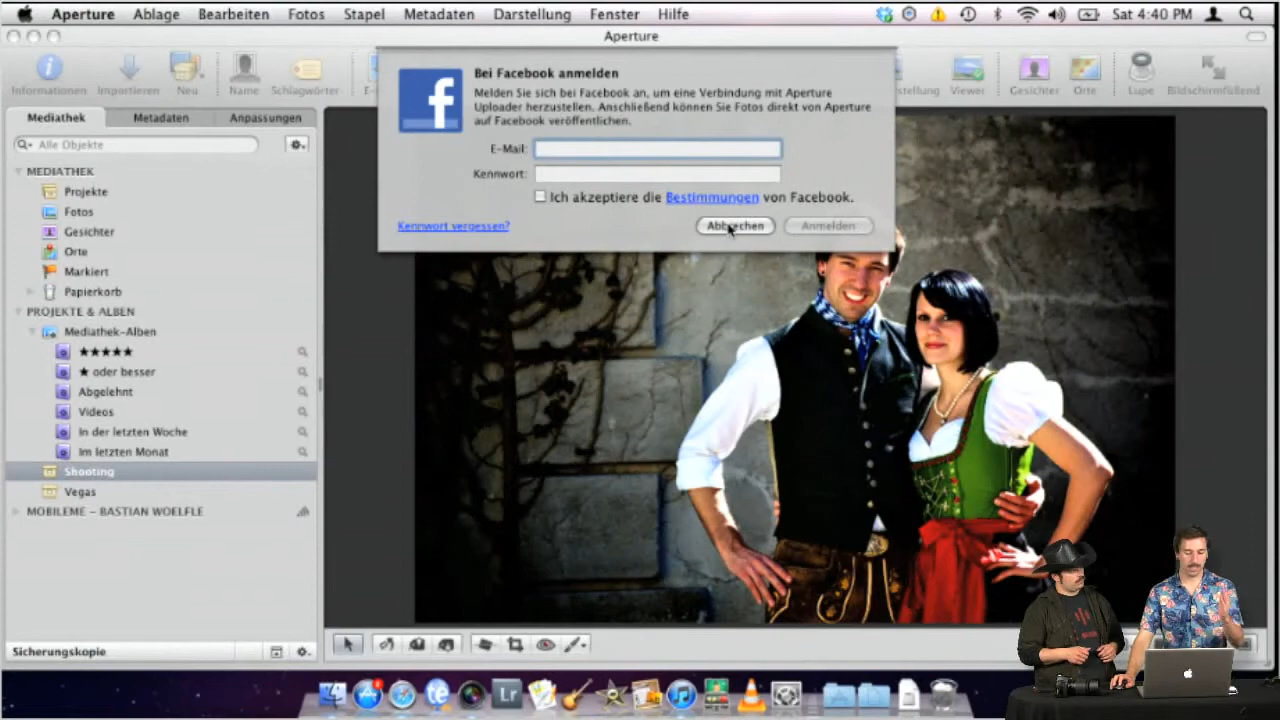 Aperture Ablage Bearbeiten Fotos Stapel Metadaten Darstellung Fenster Hilfe Sat 4:40 PM
Aperture
Informationen Importieren Neu Name Schlagwörter Viewer Gesichter Orte Lupe Bildschirmfüllend
Mediathek Metadaten Anpassungen
Alle Objekte
MEDIATHEK
Projekte
Fotos
Gesichter
Orte
Markiert
Papierkorb
PROJEKTE & ALBEN
Mediathek-Alben
★★★★★
★ oder besser
Abgelehnt
Videos
In der letzten Woche
Im letzten Monat
Shooting
Vegas
MOBILEME – BASTIAN WOELFLE
Sicherungskopie
f
Bei Facebook anmelden
Melden Sie sich bei Facebook an, um eine Verbindung mit Aperture
Uploader herzustellen. Anschließend können Sie Fotos direkt von Aperture
auf Facebook veröffentlichen.
E-Mail:
Kennwort:
Ich akzeptiere die Bestimmungen von Facebook.
Kennwort vergessen? Abbrechen Anmelden
Lr